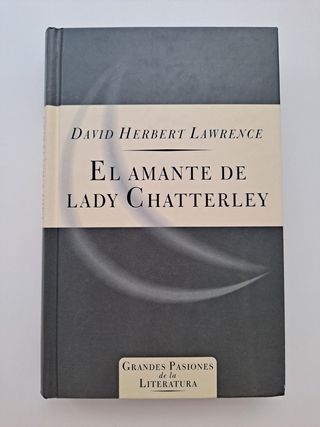 David Herbert Lawrence
El amante de
Lady Chatterley
Grandes Pasiones
de la
Literatura